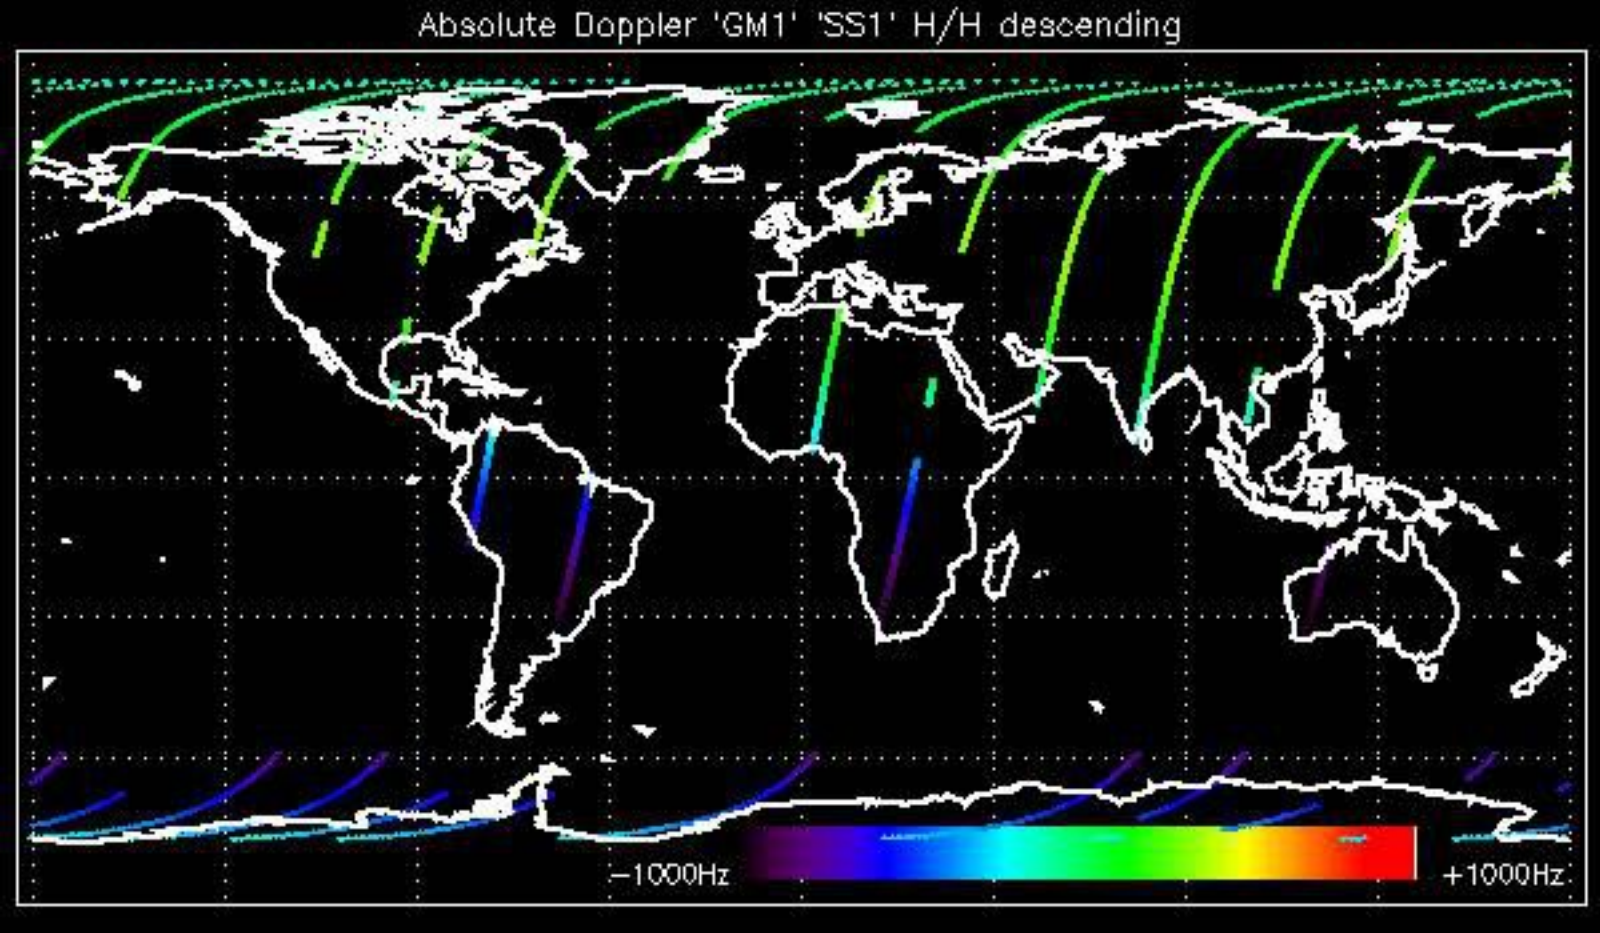 Absolute Doppler 'GM1' 'SS1' H/H descending
−1000Hz +1000Hz